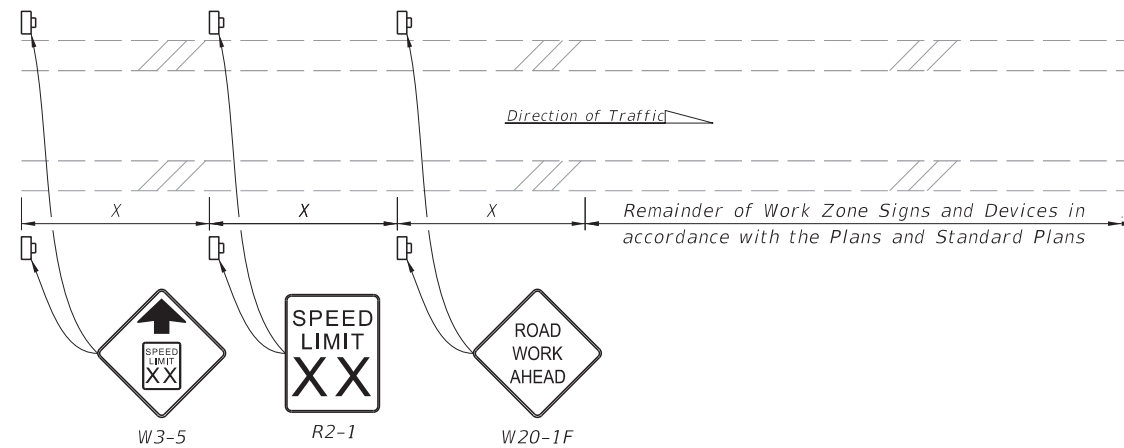 Direction of Traffic
X
X
X
Remainder of Work Zone Signs and Devices in
accordance with the Plans and Standard Plans
SPEED
LIMIT
XX
W3-5
SPEED
LIMIT
XX
R2-1
ROAD
WORK
AHEAD
W20-1F